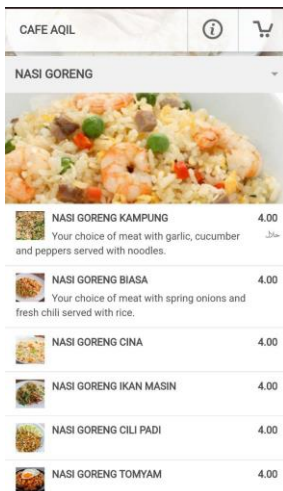 CAFE AQIL
NASI GORENG
NASI GORENG KAMPUNG 4.00
Your choice of meat with garlic, cucumber
and peppers served with noodles.
NASI GORENG BIASA 4.00
Your choice of meat with spring onions and
fresh chili served with rice.
NASI GORENG CINA 4.00
NASI GORENG IKAN MASIN 4.00
NASI GORENG CILI PADI 4.00
NASI GORENG TOMYAM 4.00